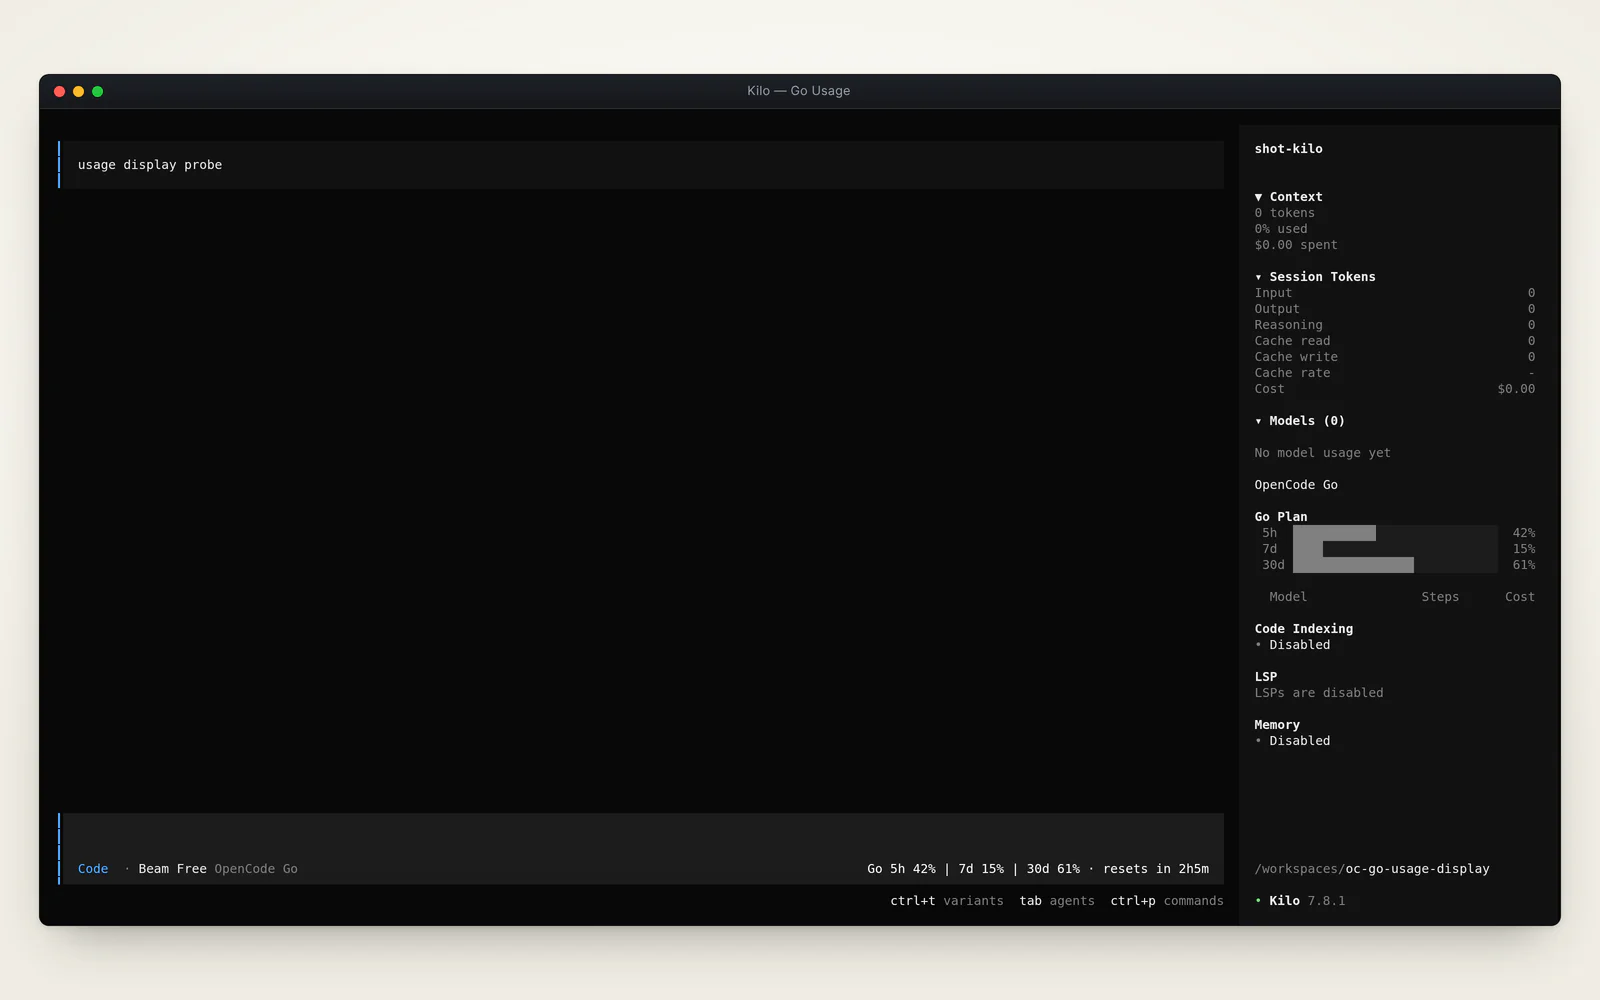 Kilo — Go Usage
usage display probe
Code · Beam Free OpenCode Go
Go 5h 42% | 7d 15% | 30d 61% · resets in 2h5m
ctrl+t variants tab agents ctrl+p commands
shot-kilo
▼ Context
0 tokens
0% used
$0.00 spent
▾ Session Tokens
Input 0
Output 0
Reasoning 0
Cache read 0
Cache write 0
Cache rate -
Cost $0.00
▾ Models (0)
No model usage yet
OpenCode Go
Go Plan
5h 42%
7d 15%
30d 61%
Model Steps Cost
Code Indexing
• Disabled
LSP
LSPs are disabled
Memory
• Disabled
/workspaces/oc-go-usage-display
• Kilo 7.8.1